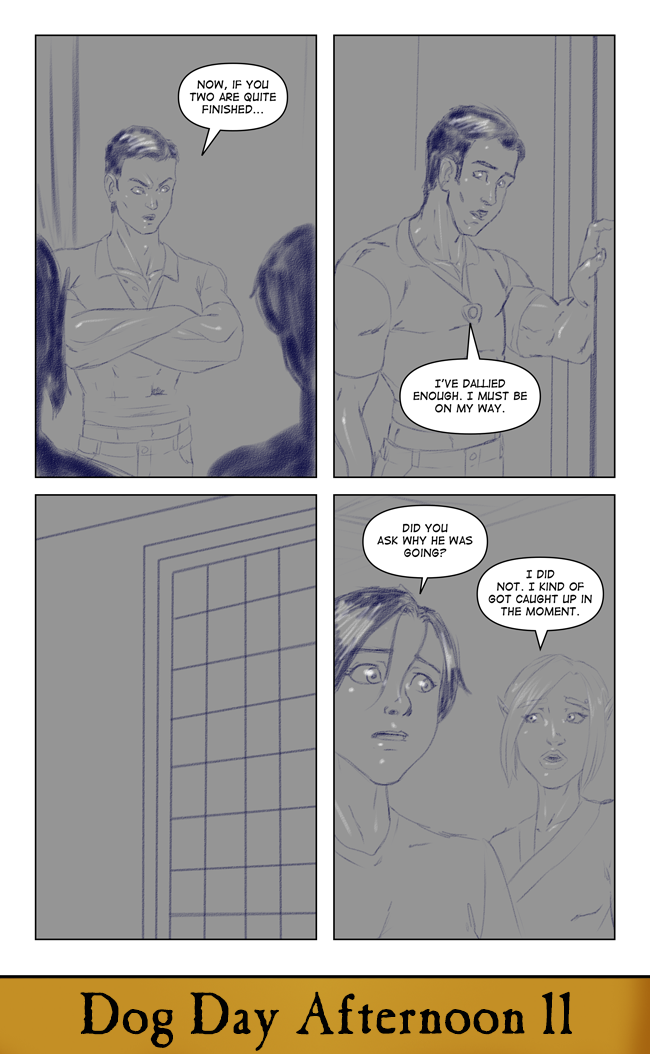 NOW, IF YOU
TWO ARE QUITE
FINISHED...
I'VE DALLIED
ENOUGH. I MUST BE
ON MY WAY.
DID YOU
ASK WHY HE WAS
GOING?
I DID
NOT. I KIND OF
GOT CAUGHT UP IN
THE MOMENT.
Dog Day Afternoon 11